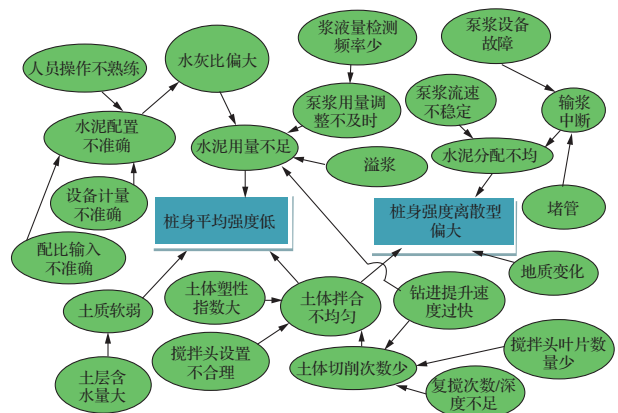 人员操作不熟练
水灰比偏大
浆液量检测
频率少
泵浆设备
故障
水泥配置
不准确
泵浆用量调
整不及时
泵浆流速
不稳定
输浆
中断
水泥用量不足
溢浆
水泥分配不均
设备计量
不准确
桩身平均强度低
桩身强度离散型
偏大
堵管
配比输入
不准确
地质变化
土质软弱
土体塑性
指数大
土体拌合
不均匀
钻进提升速
度过快
搅拌头设置
不合理
土体切削次数少
搅拌头叶片数
量少
土层含
水量大
复搅次数/深
度不足